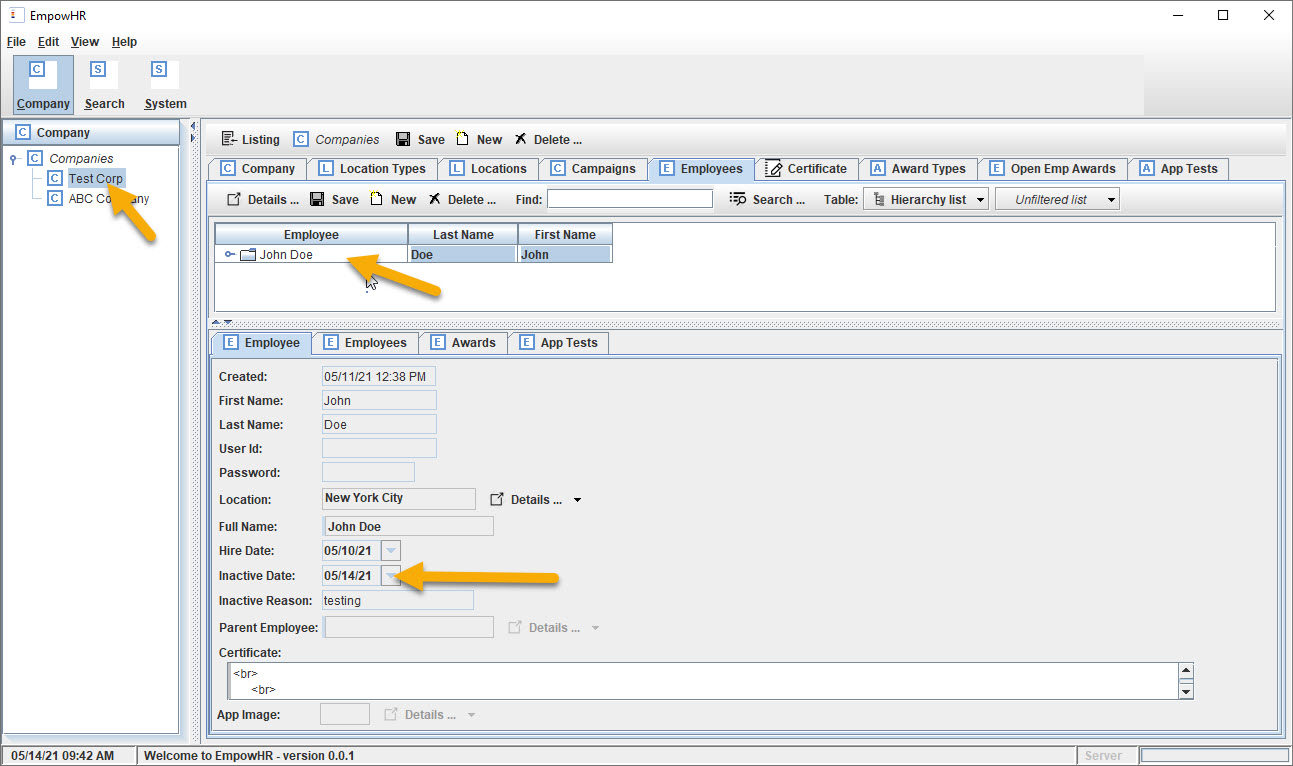 E EmpowHR
File Edit View Help
C S S
Company Search System
C Company
C Companies
C Test Corp
C ABC Company
Listing C Companies Save New Delete ...
C Company L Location Types L Locations C Campaigns E Employees Certificate A Award Types E Open Emp Awards A App Tests
Details ... Save New Delete ... Find: Search ... Table: Hierarchy list Unfiltered list
Employee Last Name First Name
John Doe Doe John
E Employee E Employees E Awards E App Tests
Created: 05/11/21 12:38 PM
First Name: John
Last Name: Doe
User Id:
Password:
Location: New York City Details ...
Full Name: John Doe
Hire Date: 05/10/21
Inactive Date: 05/14/21
Inactive Reason: testing
Parent Employee: Details ...
Certificate:
<br>
<br>
App Image: Details ...
05/14/21 09:42 AM Welcome to EmpowHR - version 0.0.1 Server